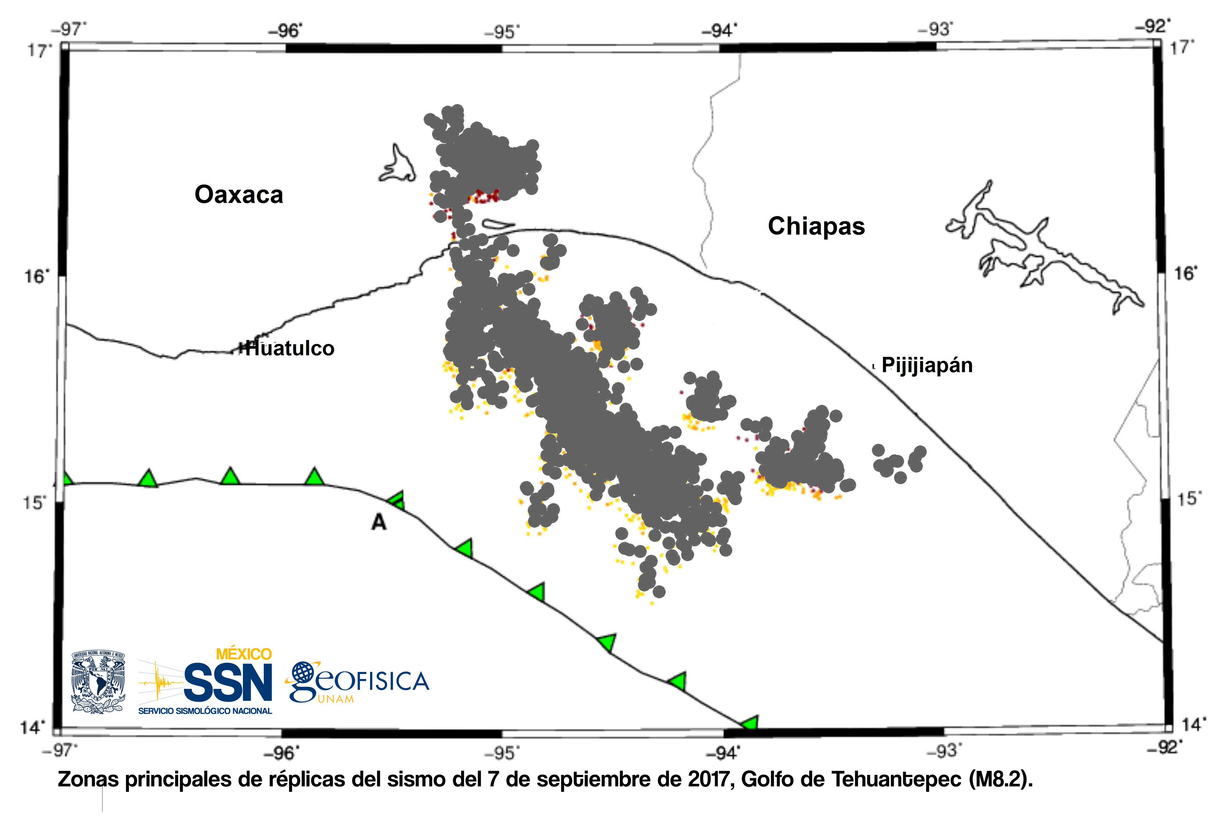 −97° −96° −95° −94° −93° −92°
17° 17°
Oaxaca
Chiapas
16° 16°
Huatulco
Pijijiapán
15° 15°
A
MÉXICO
SSN
SERVICIO SISMOLÓGICO NACIONAL
geOFISICA
UNAM
14° 14°
−97° −96° −95° −94° −93° −92°
Zonas principales de réplicas del sismo del 7 de septiembre de 2017, Golfo de Tehuantepec (M8.2).